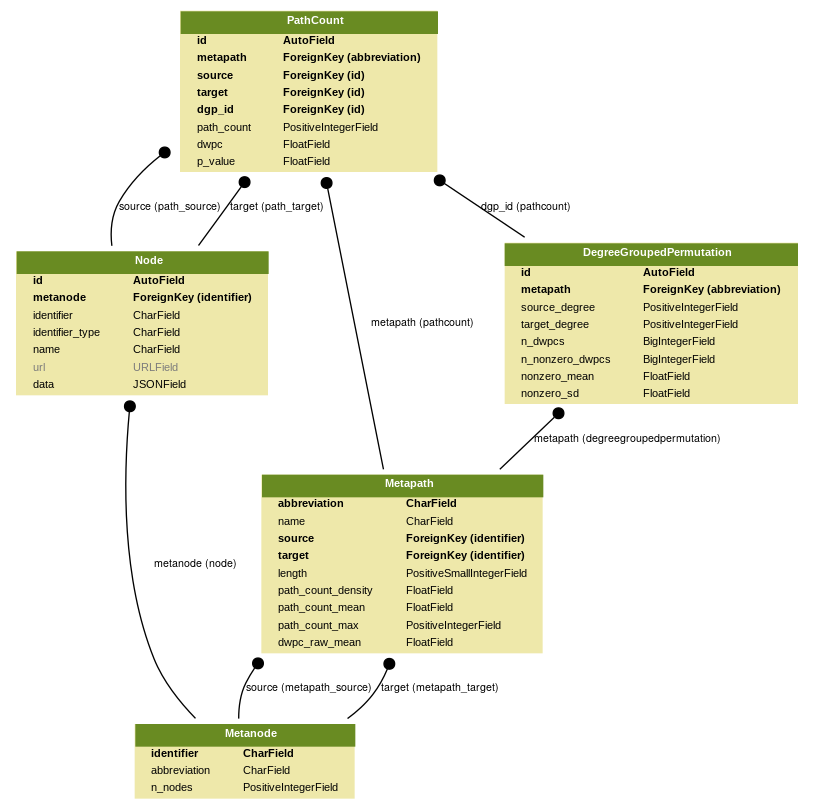 PathCount
id AutoField
metapath ForeignKey (abbreviation)
source ForeignKey (id)
target ForeignKey (id)
dgp_id ForeignKey (id)
path_count PositiveIntegerField
dwpc FloatField
p_value FloatField
source (path_source)
target (path_target)
dgp_id (pathcount)
Node
id AutoField
metanode ForeignKey (identifier)
identifier CharField
identifier_type CharField
name CharField
url URLField
data JSONField
DegreeGroupedPermutation
id AutoField
metapath ForeignKey (abbreviation)
source_degree PositiveIntegerField
target_degree PositiveIntegerField
n_dwpcs BigIntegerField
n_nonzero_dwpcs BigIntegerField
nonzero_mean FloatField
nonzero_sd FloatField
metapath (pathcount)
metapath (degreegroupedpermutation)
Metapath
abbreviation CharField
name CharField
source ForeignKey (identifier)
target ForeignKey (identifier)
length PositiveSmallIntegerField
path_count_density FloatField
path_count_mean FloatField
path_count_max PositiveIntegerField
dwpc_raw_mean FloatField
metanode (node)
source (metapath_source)
target (metapath_target)
Metanode
identifier CharField
abbreviation CharField
n_nodes PositiveIntegerField